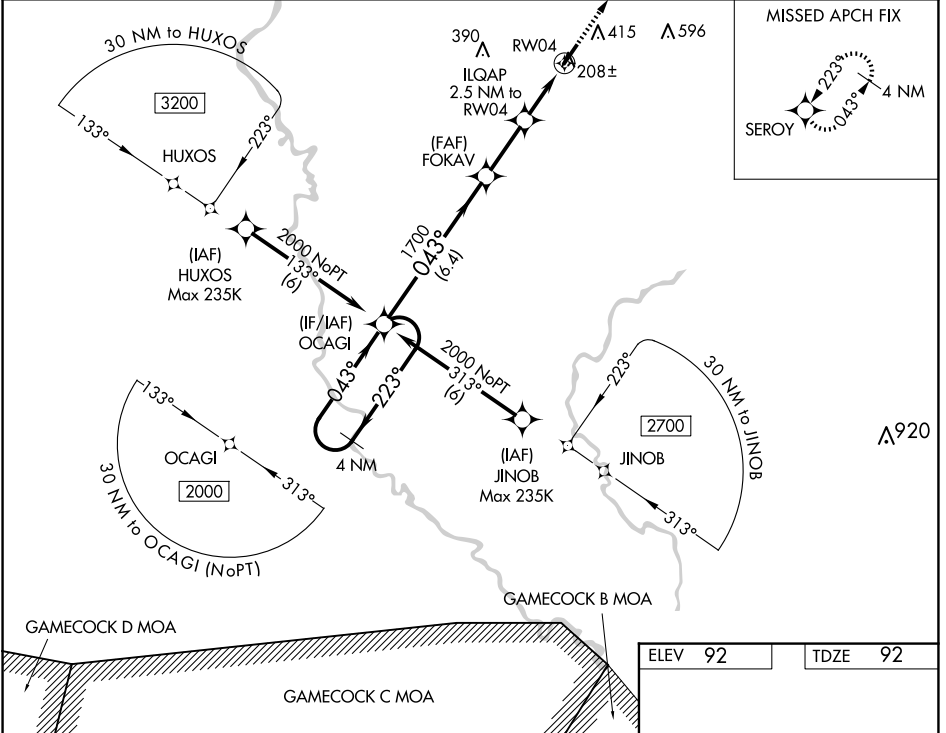 MISSED APCH FIX
223°
043°
4 NM
SEROY
390
RW04
415
596
208±
ILQAP
2.5 NM to
RW04
(FAF)
FOKAV
30 NM to HUXOS
3200
133°
223°
HUXOS
(IAF)
HUXOS
Max 235K
2000 NoPT
133°
(6)
1700
043°
(6.4)
(IF/IAF)
OCAGI
043°
223°
4 NM
2000 NoPT
313°
(6)
(IAF)
JINOB
Max 235K
223°
30 NM to JINOB
2700
JINOB
313°
920
133°
OCAGI
2000
313°
30 NM to OCAGI (NoPT)
GAMECOCK D MOA
GAMECOCK B MOA
GAMECOCK C MOA
ELEV 92
TDZE 92